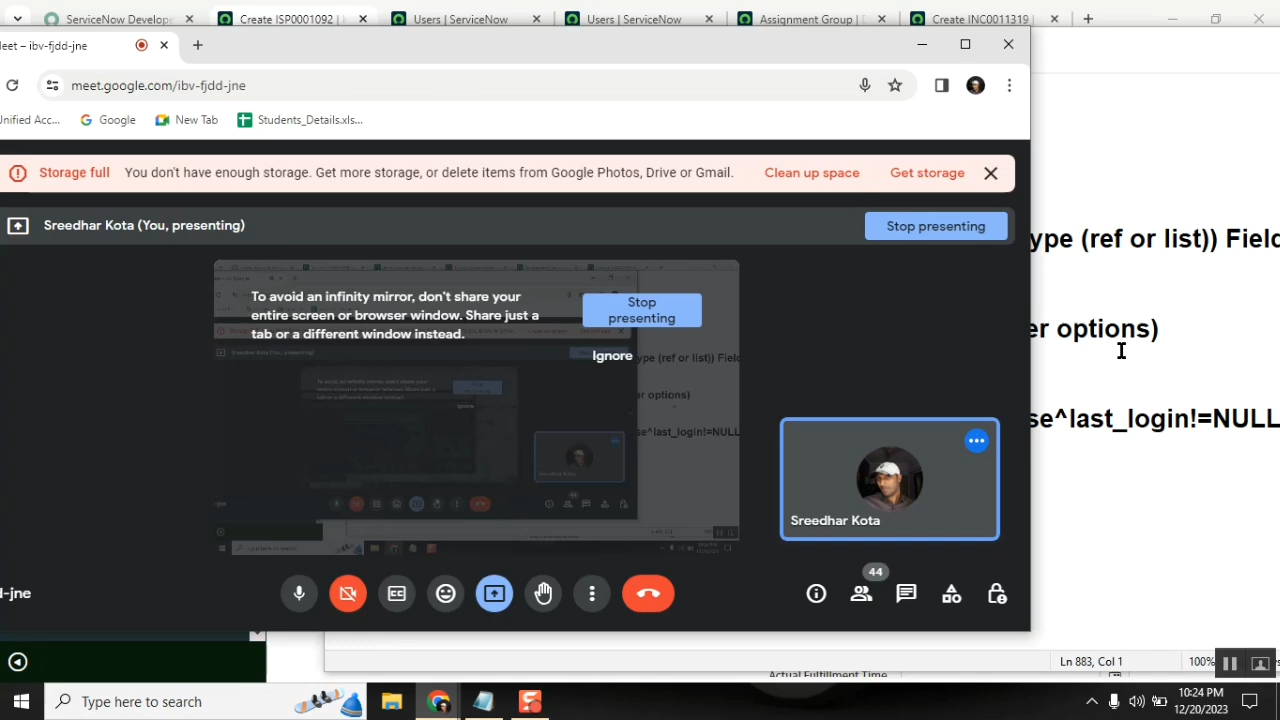 ServiceNow Develop
Create ISP0001092 |
Users | ServiceNow
Users | ServiceNow
Assignment Group |
Create INC0011319
Meet – ibv-fjdd-jne
meet.google.com/ibv-fjdd-jne
Unified Acc...
Google
New Tab
Students_Details.xls...
Storage full You don't have enough storage. Get more storage, or delete items from Google Photos, Drive or Gmail. Clean up space Get storage
Sreedhar Kota (You, presenting)
Stop presenting
ype (ref or list)) Field
To avoid an infinity mirror, don't share your
entire screen or browser window. Share just a
tab or a different window instead.
Stop
presenting
Ignore
er options)
se^last_login!=NULL
Sreedhar Kota
44
d-jne
Ln 883, Col 1
100%
Actual Fulfillment Time
Type here to search
10:24 PM
12/20/2023